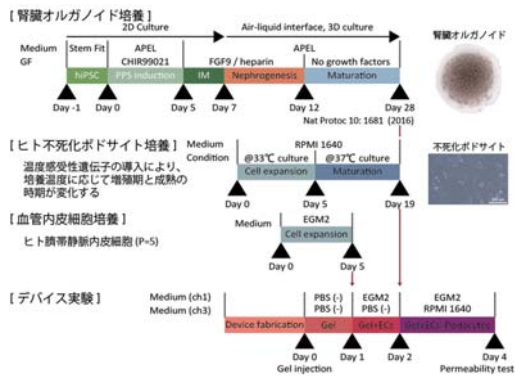 [ 腎臓オルガノイド培養 ]
腎臓オルガノイド
2D Culture
Air-liquid interface, 3D culture
Medium
Stem Fit
APEL
APEL
GF
CHIR99021
FGF9 / heparin
No growth factors
hiPSC
PPS induction
IM
Nephrogenesis
Maturation
Day -1
Day 0
Day 5
Day 7
Day 12
Day 28
Nat Protoc 10: 1681 (2016)
[ ヒト不死化ポドサイト培養 ]
不死化ポドサイト
Medium
RPMI 1640
Condition
@33℃ culture
@37℃ culture
温度感受性遺伝子の導入により、
培養温度に応じて増殖期と成熟の
時期が変化する
Cell expansion
Maturation
Day 0
Day 5
Day 19
[ 血管内皮細胞培養 ]
Medium
EGM2
ヒト臍帯静脈内皮細胞 (P=5)
Cell expansion
Day 0
Day 5
[ デバイス実験 ]
Medium (ch1)
PBS (-)
EGM2
EGM2
Medium (ch3)
PBS (-)
PBS (-)
RPMI 1640
Device fabrication
Gel
Gel+ECs
Gel+ECs+Podocytes
Day 0
Day 1
Day 2
Day 4
Gel injection
Permeability test